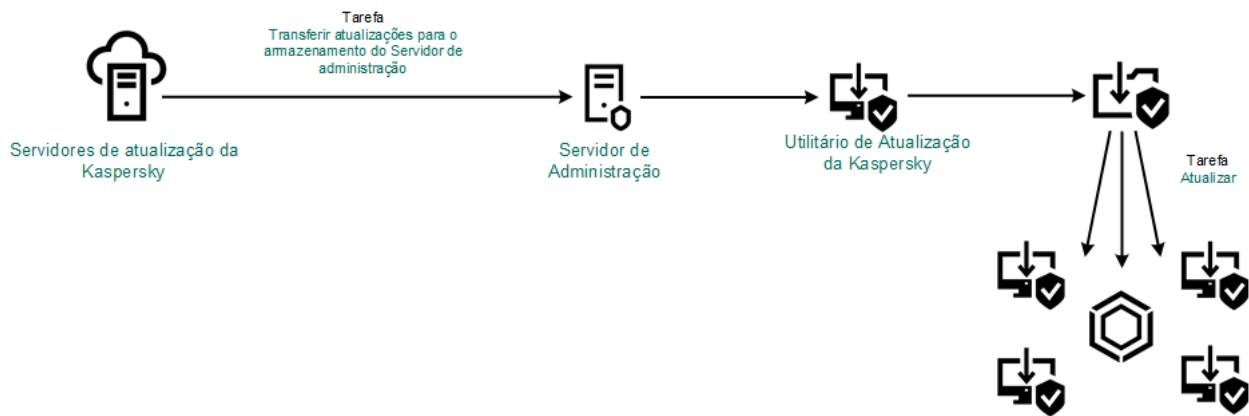 Tarefa
Transferir atualizações para o
armazenamento do Servidor de
administração
Servidores de atualização da
Kaspersky
Servidor de
Administração
Utilitário de Atualização
da Kaspersky
Tarefa
Atualizar